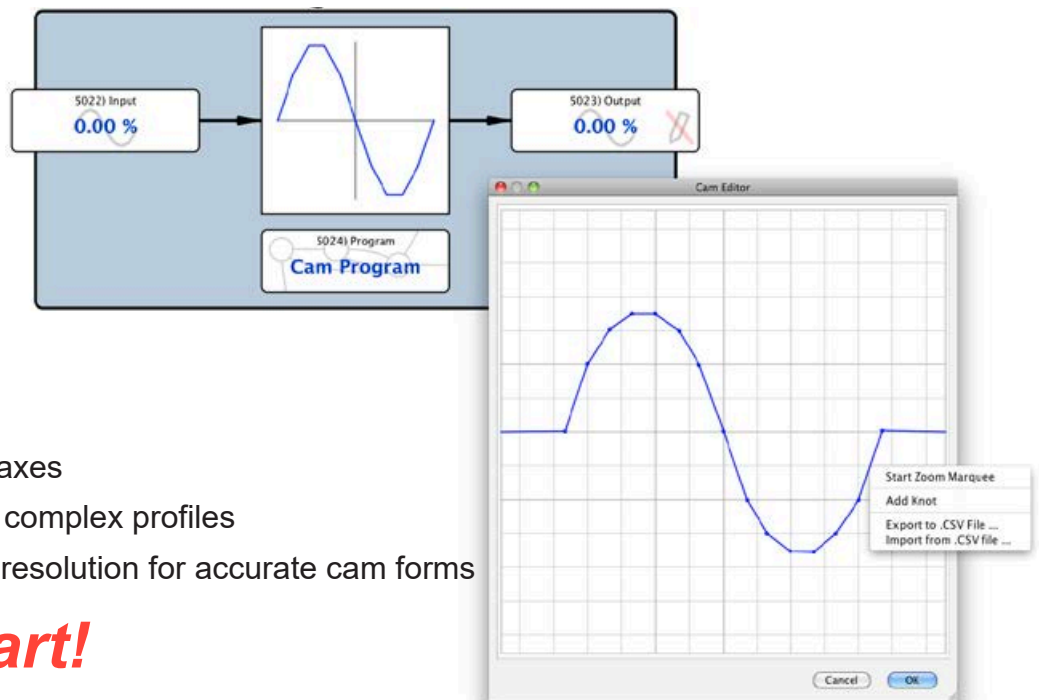 5022) Input
0.00 %
5023) Output
0.00 %
5024) Program
Cam Program
Cam Editor
Start Zoom Marquee
Add Knot
Export to .CSV File ...
Import from .CSV file ...
Cancel
OK
axes
complex profiles
resolution for accurate cam forms
art!